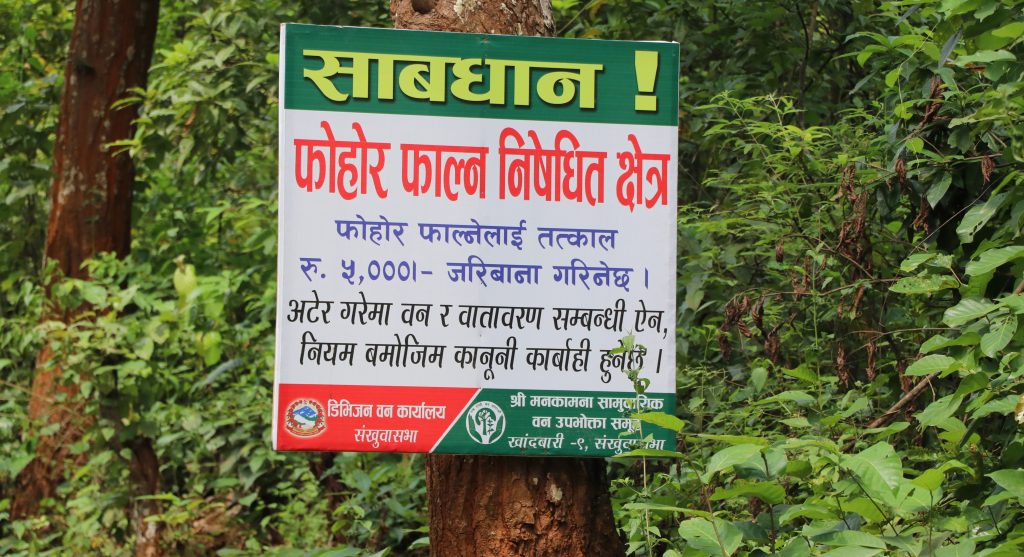 साबधान !
फोहोर फाल्न निषेधित क्षेत्र
फोहोर फाल्नेलाई तत्काल
रु. ५,०००।- जरिबाना गरिनेछ ।
अटेर गरेमा वन र वातावरण सम्बन्धी ऐन,
नियम बमोजिम कानूनी कार्बाही हुनेछ ।
डिभिजन वन कार्यालय
संखुवासभा
श्री मनकामना सामुदायिक
वन उपभोक्ता समूह
खाँदबारी -९, संखुवासभा